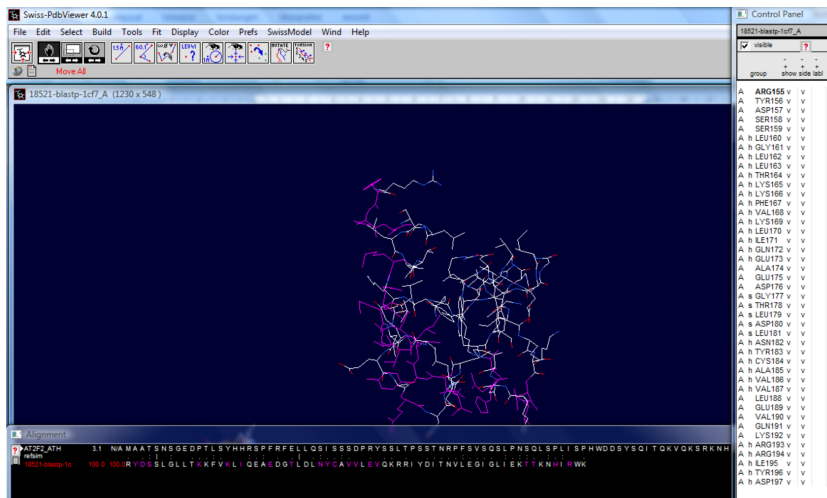 Swiss-PdbViewer 4.0.1
File Edit Select Build Tools Fit Display Color Prefs SwissModel Wind Help
Move All
18521-blastp-1cf7_A (1230 x 548)
Control Panel
18521-blastp-1cf7_A
visible ?
- - -
+ + +
group show side labl
A ARG155 v v
A TYR156 v v
A ASP157 v v
A SER158 v v
A SER159 v v
A h LEU160 v v
A h GLY161 v v
A h LEU162 v v
A h LEU163 v v
A h THR164 v v
A h LYS165 v v
A h LYS166 v v
A h PHE167 v v
A h VAL168 v v
A h LYS169 v v
A h LEU170 v v
A h ILE171 v v
A h GLN172 v v
A h GLU173 v v
A ALA174 v v
A GLU175 v v
A ASP176 v v
A s GLY177 v v
A s THR178 v v
A s LEU179 v v
A s ASP180 v v
A s LEU181 v v
A h ASN182 v v
A h TYR183 v v
A h CYS184 v v
A h ALA185 v v
A h VAL186 v v
A h VAL187 v v
A LEU188 v v
A GLU189 v v
A VAL190 v v
A GLN191 v v
A LYS192 v v
A h ARG193 v v
A h ARG194 v v
A h ILE195 v v
A h TYR196 v v
A h ASP197 v v
Alignment
AT2F2_ATH 3.1 N/A M A A T S N S G E D P T L S Y H H R S P F R F E L L Q S I S S S D P R Y S S L T P S S T N R P F S V S Q S L P N S Q L S P L I S P H W D D S Y S Q I T Q K V Q K S R K N H
refsim
18521-blastp-1c 100.0 100.0 R Y D S S L G L L T K K F V K L I Q E A E D G T L D L N Y C A V V L E V Q K R R I Y D I T N V L E G I G L I E K T T K N H I R W K